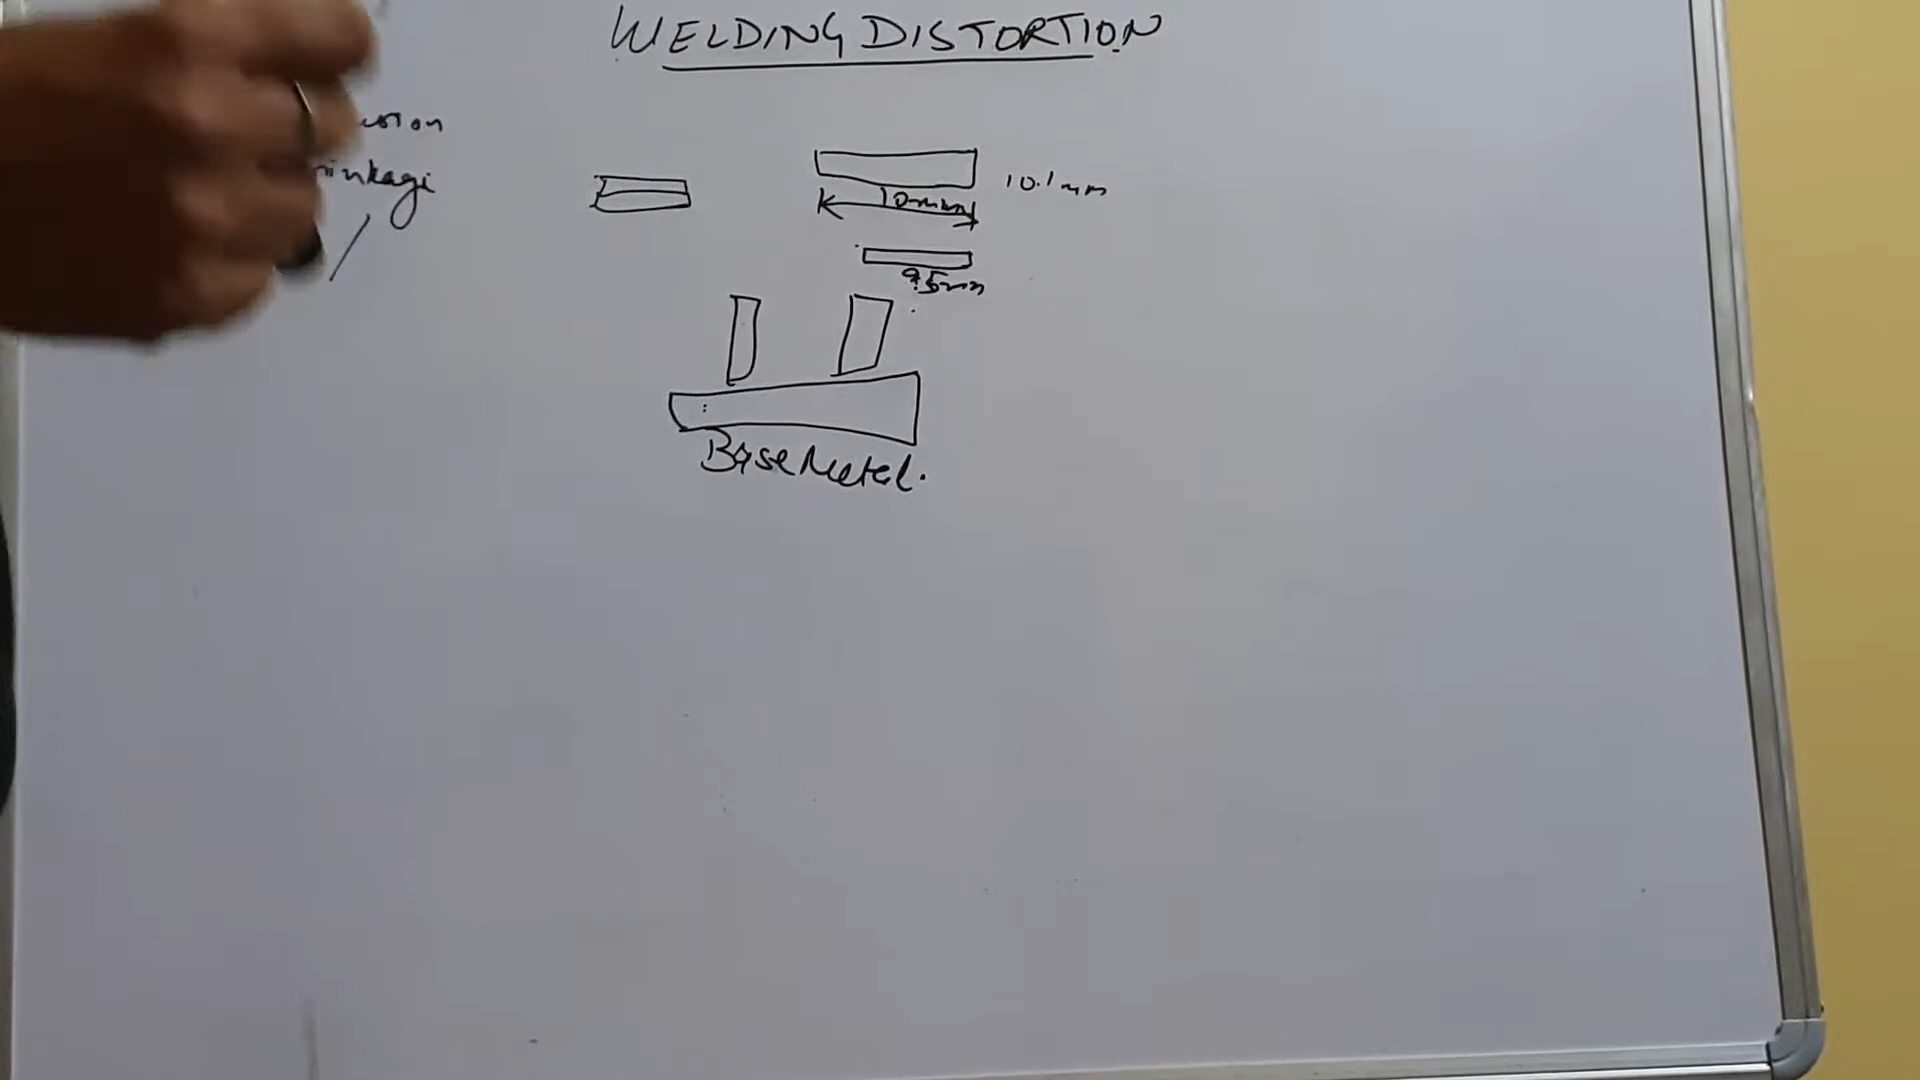 WELDING DISTORTION
10.1mm
10mm
9.5mm
Base Metal.